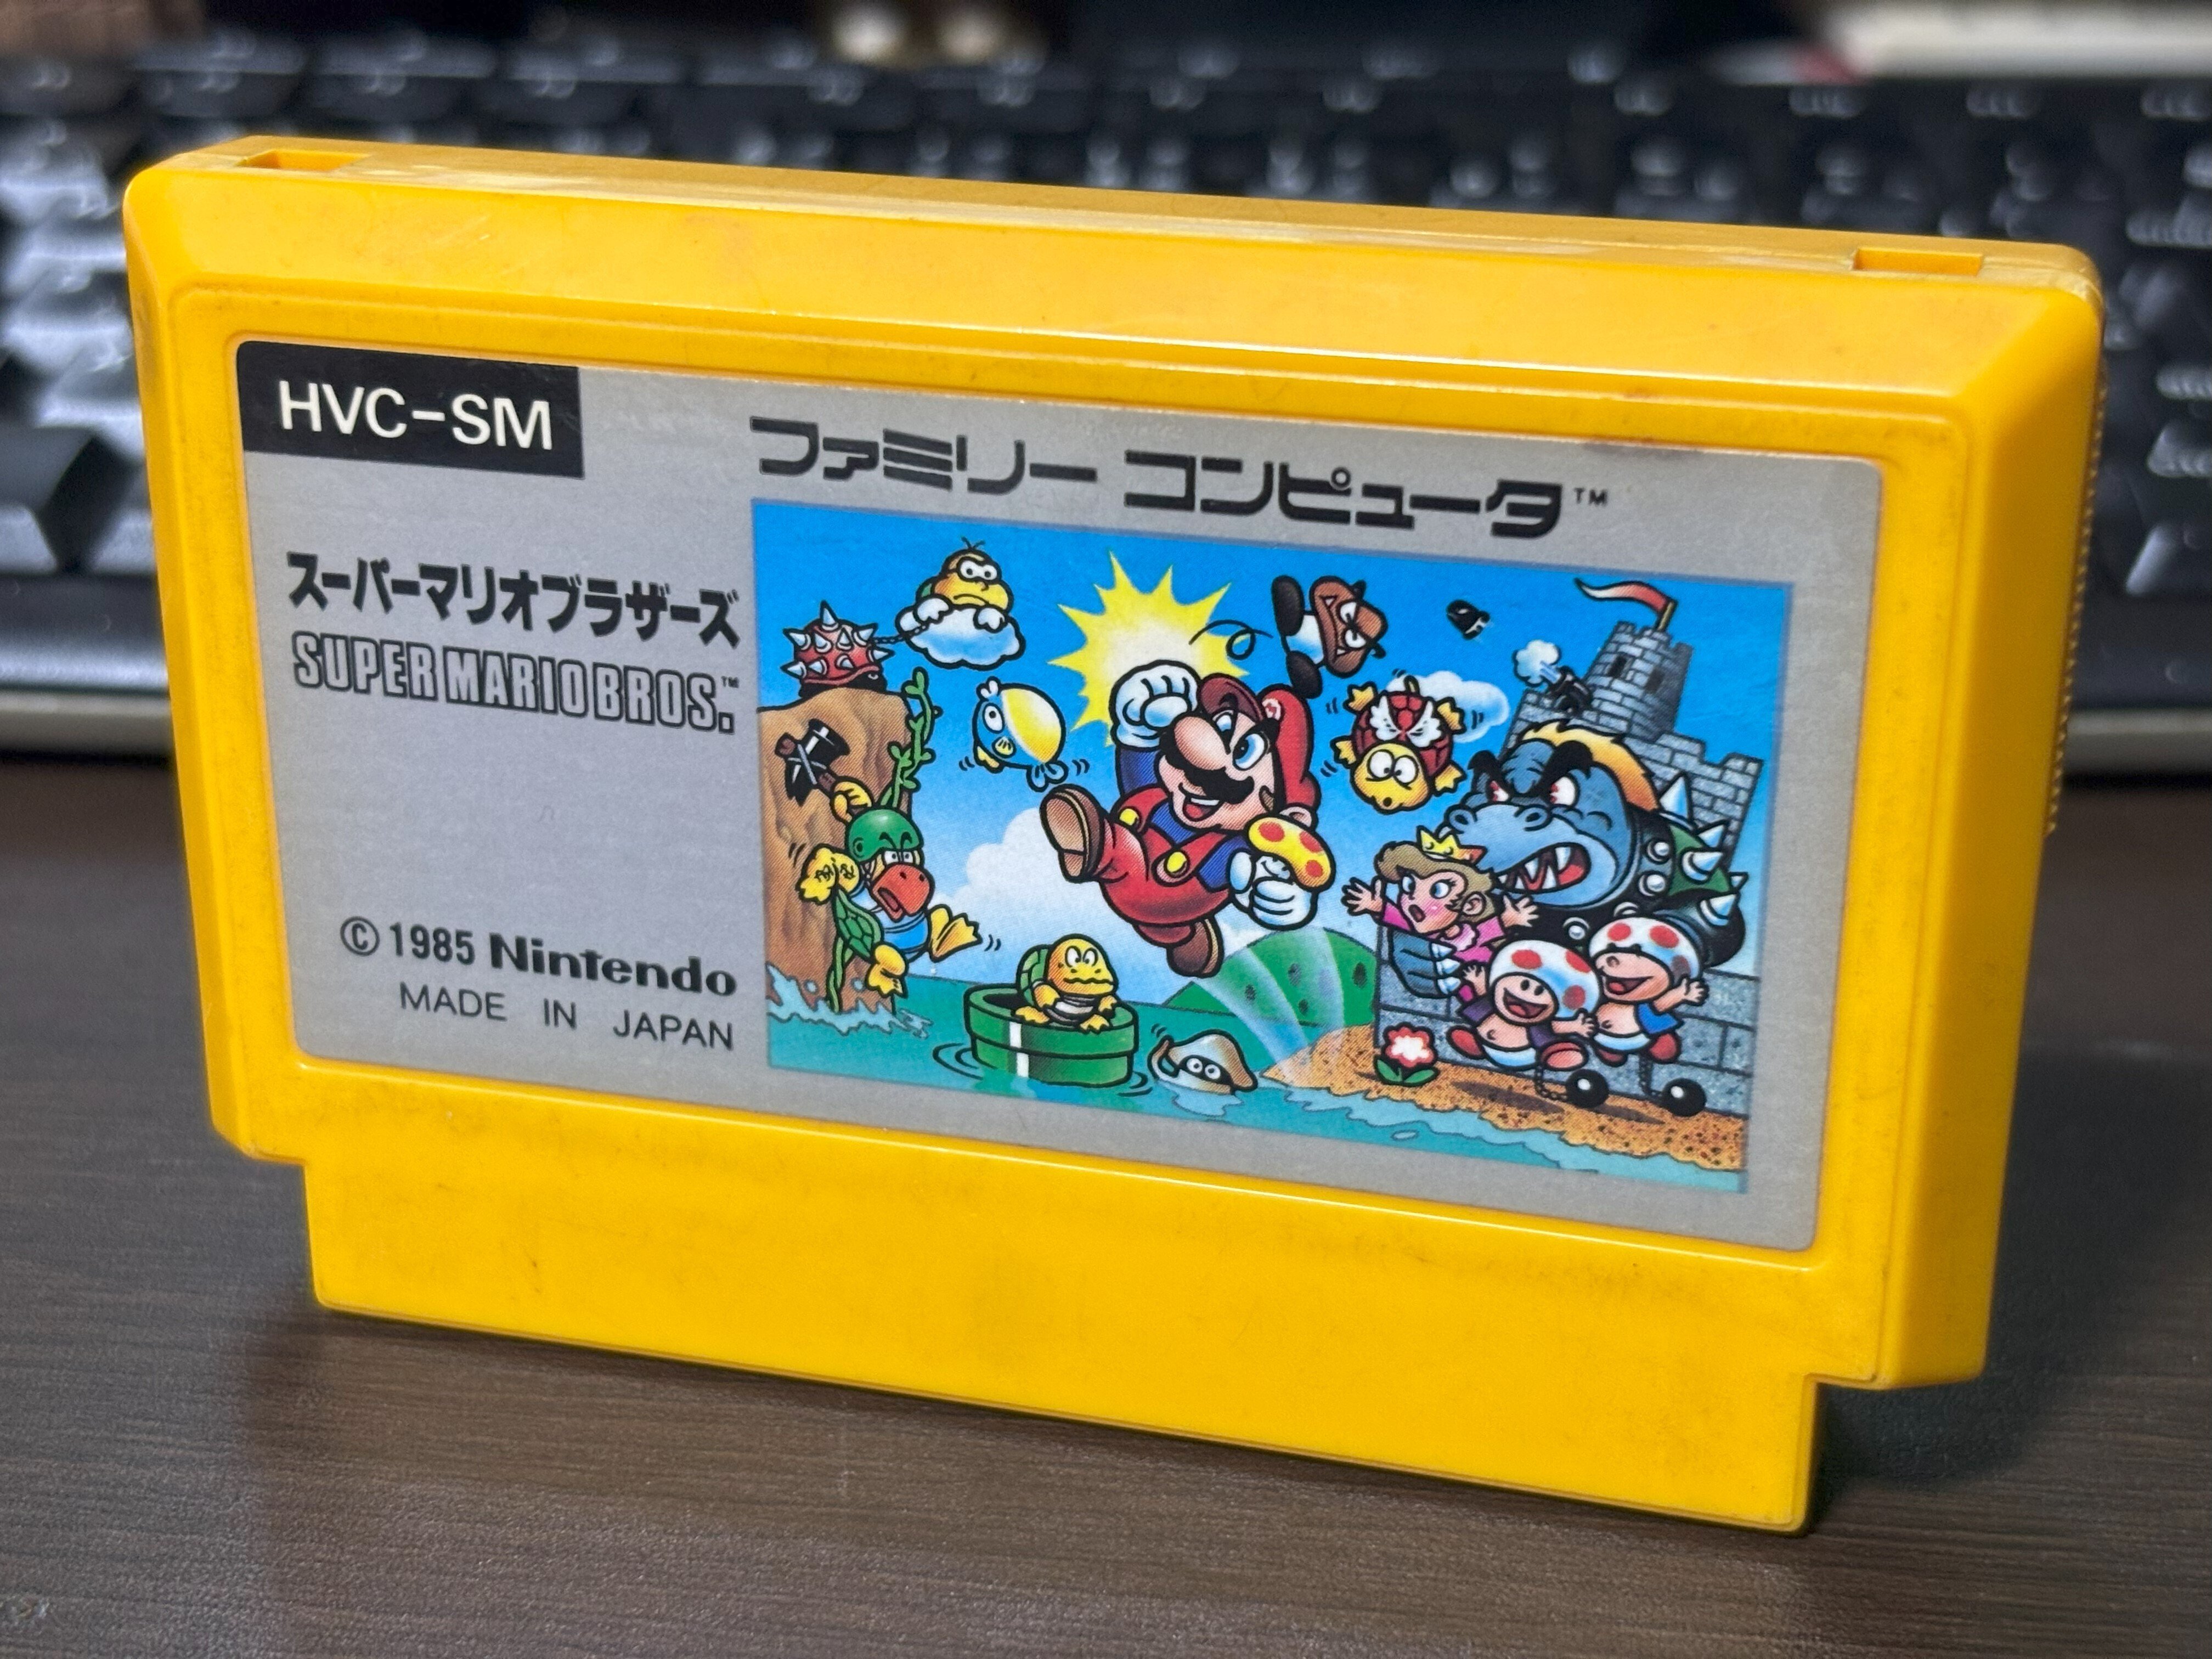 HVC-SM
ファミリー コンピュータ™
スーパーマリオブラザーズ
SUPER MARIO BROS.™
© 1985 Nintendo
MADE IN JAPAN